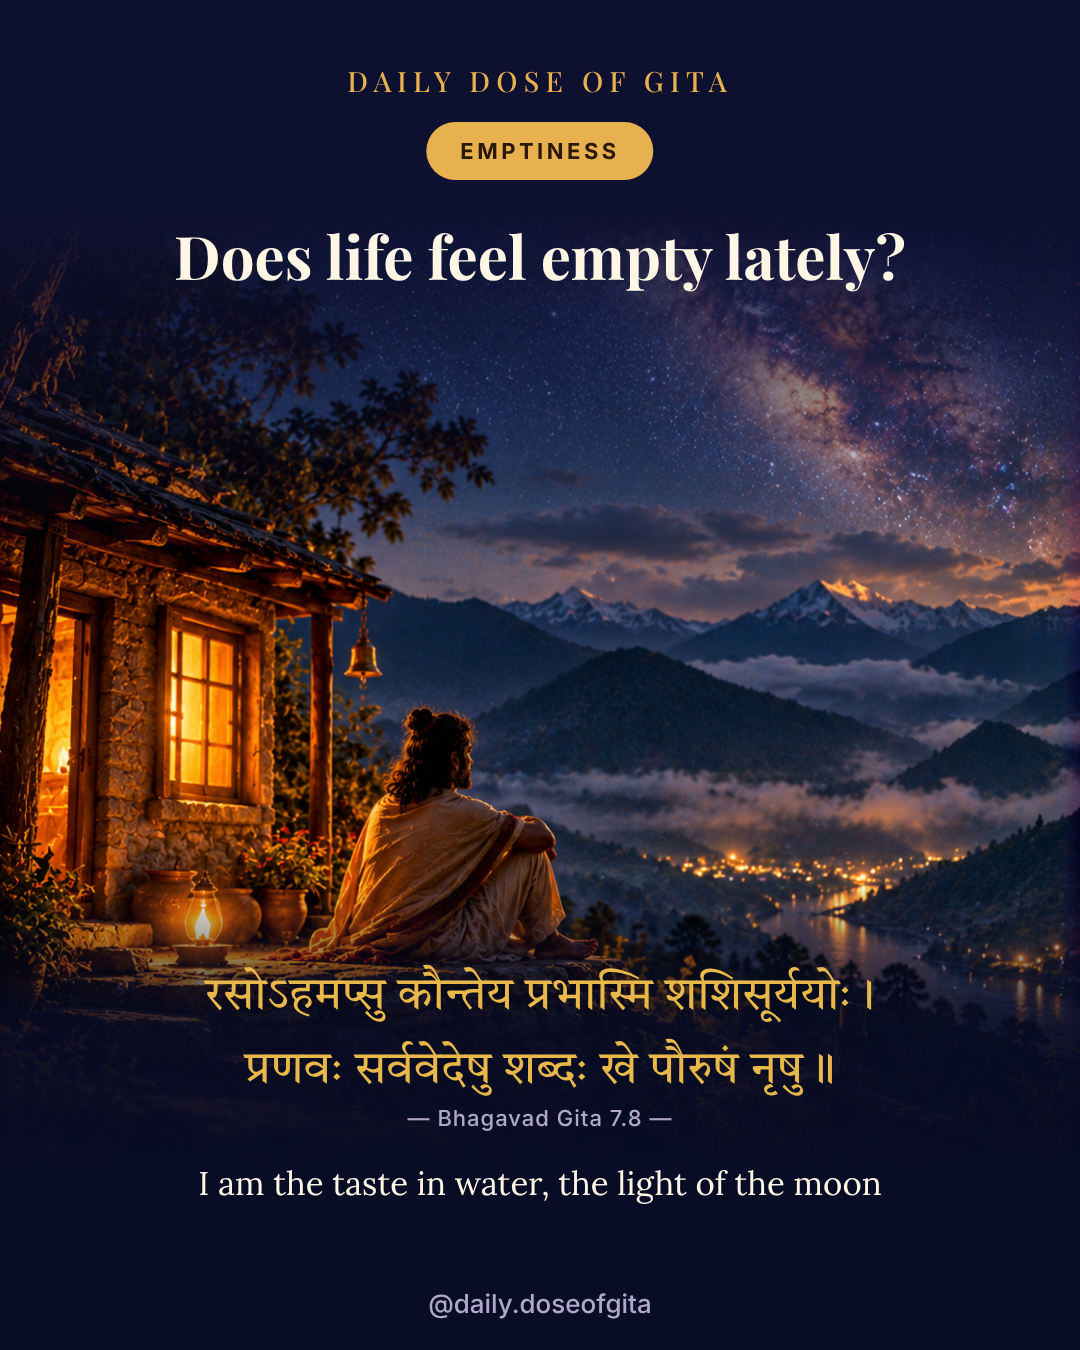 DAILY DOSE OF GITA
EMPTINESS
Does life feel empty lately?
रसोऽहमप्सु कौन्तेय प्रभास्मि शशिसूर्ययोः ।
प्रणवः सर्ववेदेषु शब्दः खे पौरुषं नृषु ॥
— Bhagavad Gita 7.8 —
I am the taste in water, the light of the moon
@daily.doseofgita